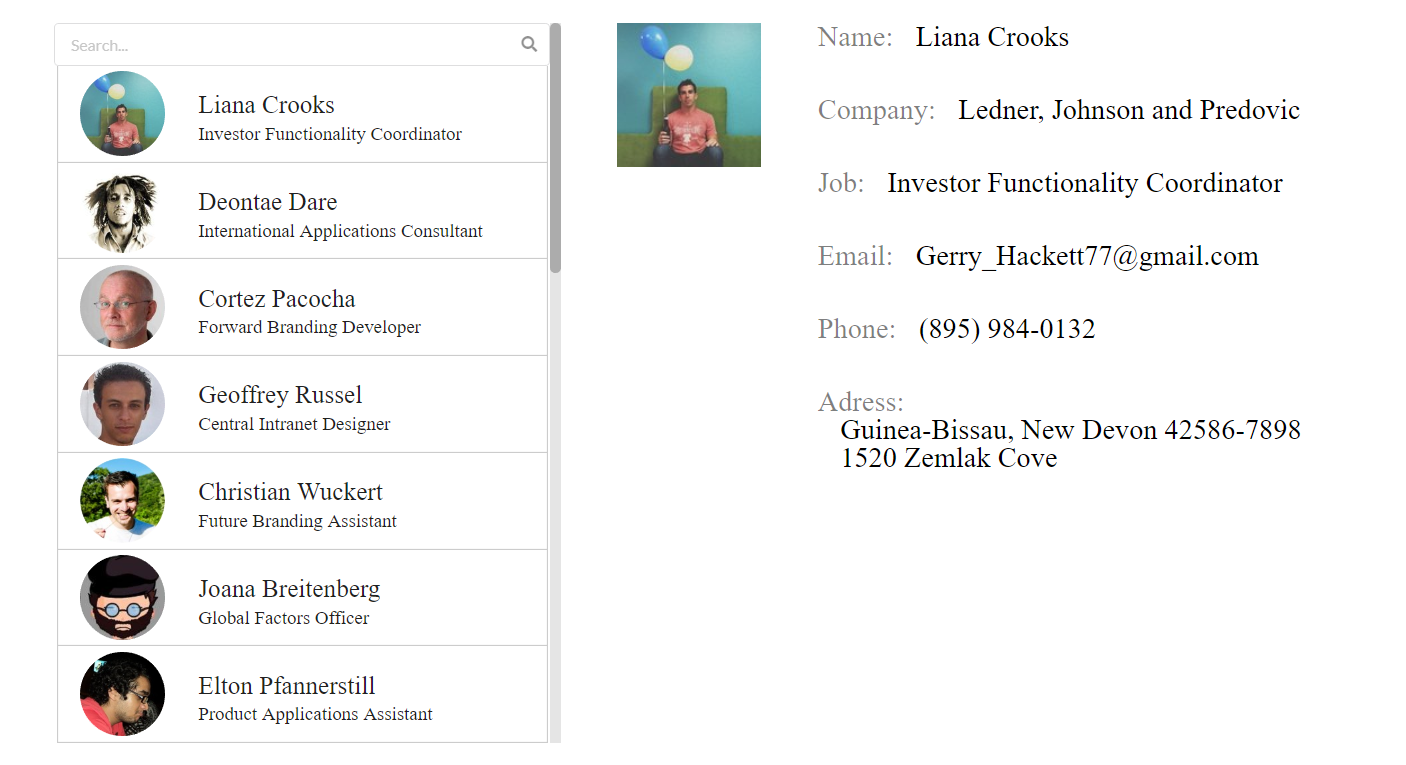 Search...
Liana Crooks
Investor Functionality Coordinator
Deontae Dare
International Applications Consultant
Cortez Pacocha
Forward Branding Developer
Geoffrey Russel
Central Intranet Designer
Christian Wuckert
Future Branding Assistant
Joana Breitenberg
Global Factors Officer
Elton Pfannerstill
Product Applications Assistant
Name: Liana Crooks
Company: Ledner, Johnson and Predovic
Job: Investor Functionality Coordinator
Email: Gerry_Hackett77@gmail.com
Phone: (895) 984-0132
Adress:
Guinea-Bissau, New Devon 42586-7898
1520 Zemlak Cove